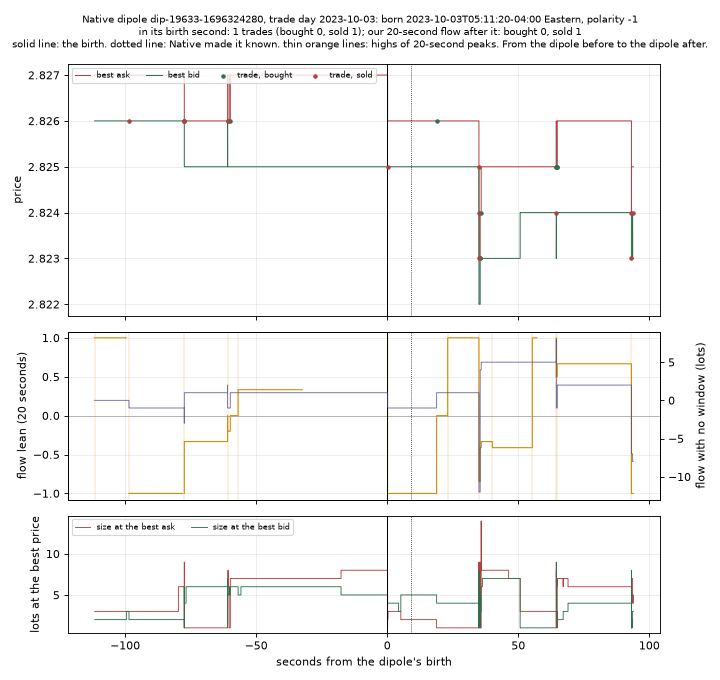 Native dipole dip-19633-1696324280, trade day 2023-10-03: born 2023-10-03T05:11:20-04:00 Eastern, polarity -1
in its birth second: 1 trades (bought 0, sold 1); our 20-second flow after it: bought 0, sold 1
solid line: the birth. dotted line: Native made it known. thin orange lines: highs of 20-second peaks. From the dipole before to the dipole after.
best ask
best bid
trade, bought
trade, sold
2.827
2.826
2.825
2.824
2.823
2.822
price
1.0
0.5
0.0
−0.5
−1.0
flow lean (20 seconds)
5
0
−5
−10
flow with no window (lots)
size at the best ask
size at the best bid
10
5
lots at the best price
−100
−50
0
50
100
seconds from the dipole's birth